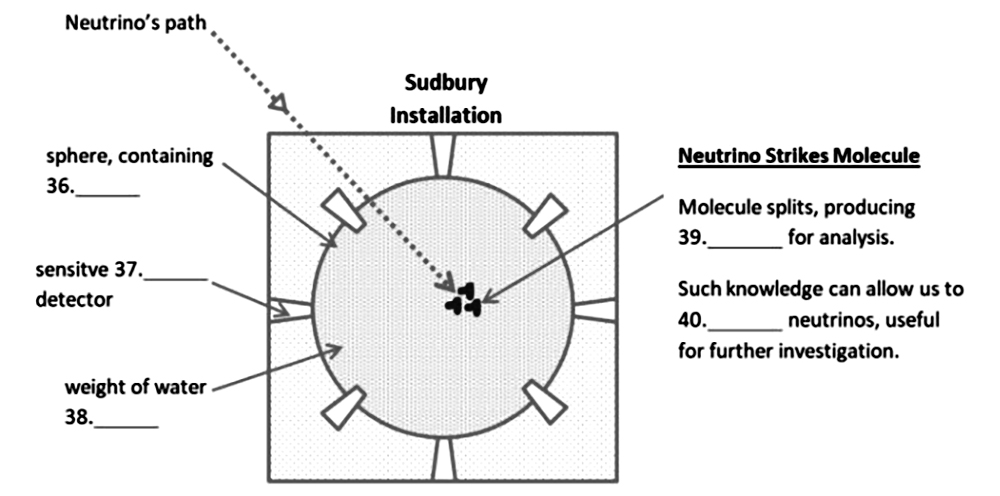 Neutrino's path
Sudbury
Installation
sphere, containing
36.______
sensitve 37.______
detector
weight of water
38.______
Neutrino Strikes Molecule
Molecule splits, producing
39._______ for analysis.
Such knowledge can allow us to
40._______ neutrinos, useful
for further investigation.